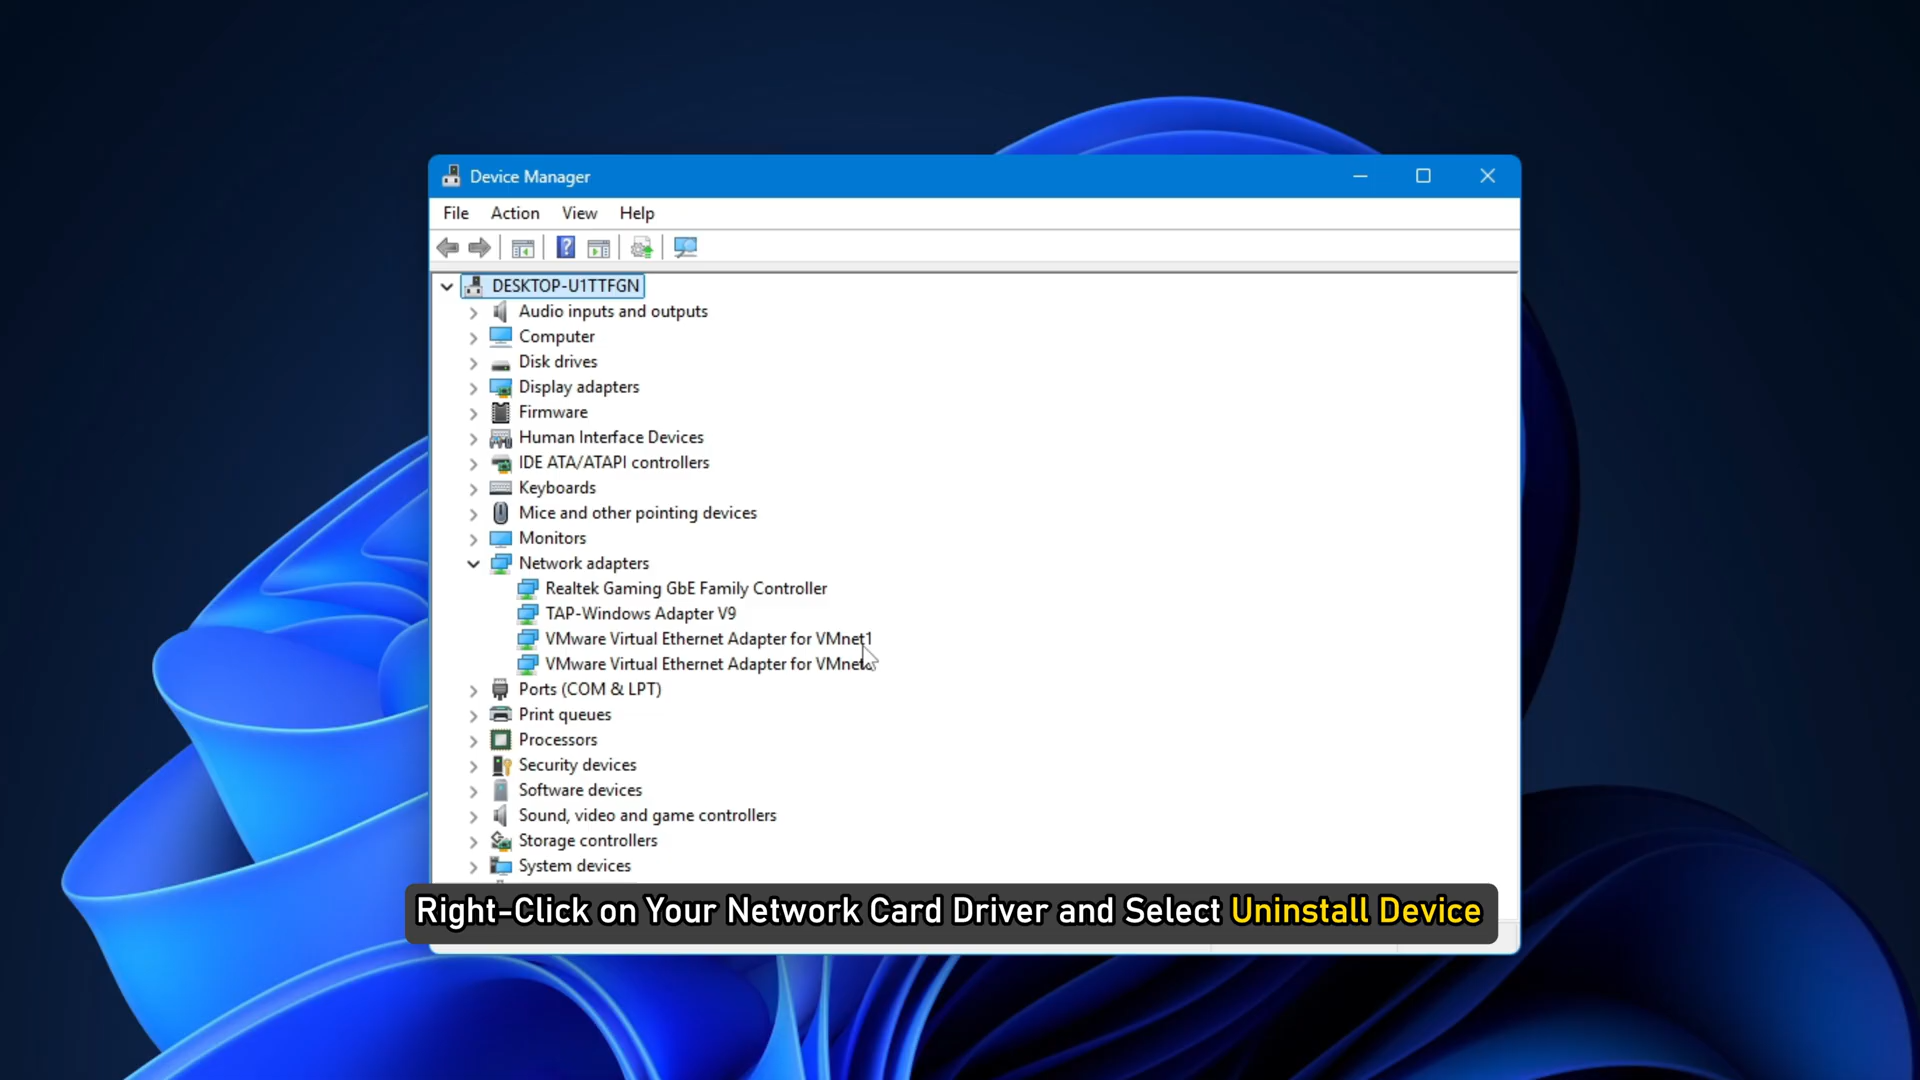 Device Manager
File Action View Help
DESKTOP-U1TTFGN
Audio inputs and outputs
Computer
Disk drives
Display adapters
Firmware
Human Interface Devices
IDE ATA/ATAPI controllers
Keyboards
Mice and other pointing devices
Monitors
Network adapters
Realtek Gaming GbE Family Controller
TAP-Windows Adapter V9
VMware Virtual Ethernet Adapter for VMnet1
VMware Virtual Ethernet Adapter for
Ports (COM & LPT)
Print queues
Processors
Security devices
Software devices
Sound, video and game controllers
Storage controllers
System devices
Right-Click on Your Network Card Driver and Select Uninstall Device